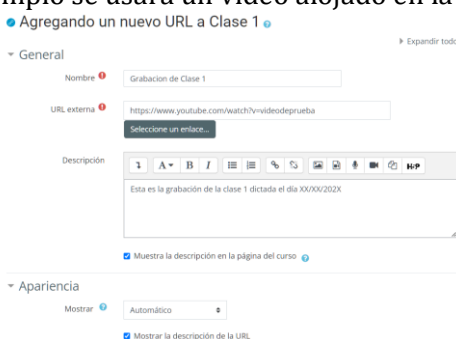 mplo se usará un video alojado en la
Agregando un nuevo URL a Clase 1
Expandir todo
General
Nombre
Grabacion de Clase 1
URL externa
https://www.youtube.com/watch?v=videodeprueba
Seleccione un enlace...
Descripción
A B I H-P
Esta es la grabación de la clase 1 dictada el día XX/XX/202X
Muestra la descripción en la página del curso
Apariencia
Mostrar
Automático
Mostrar la descripción de la URL